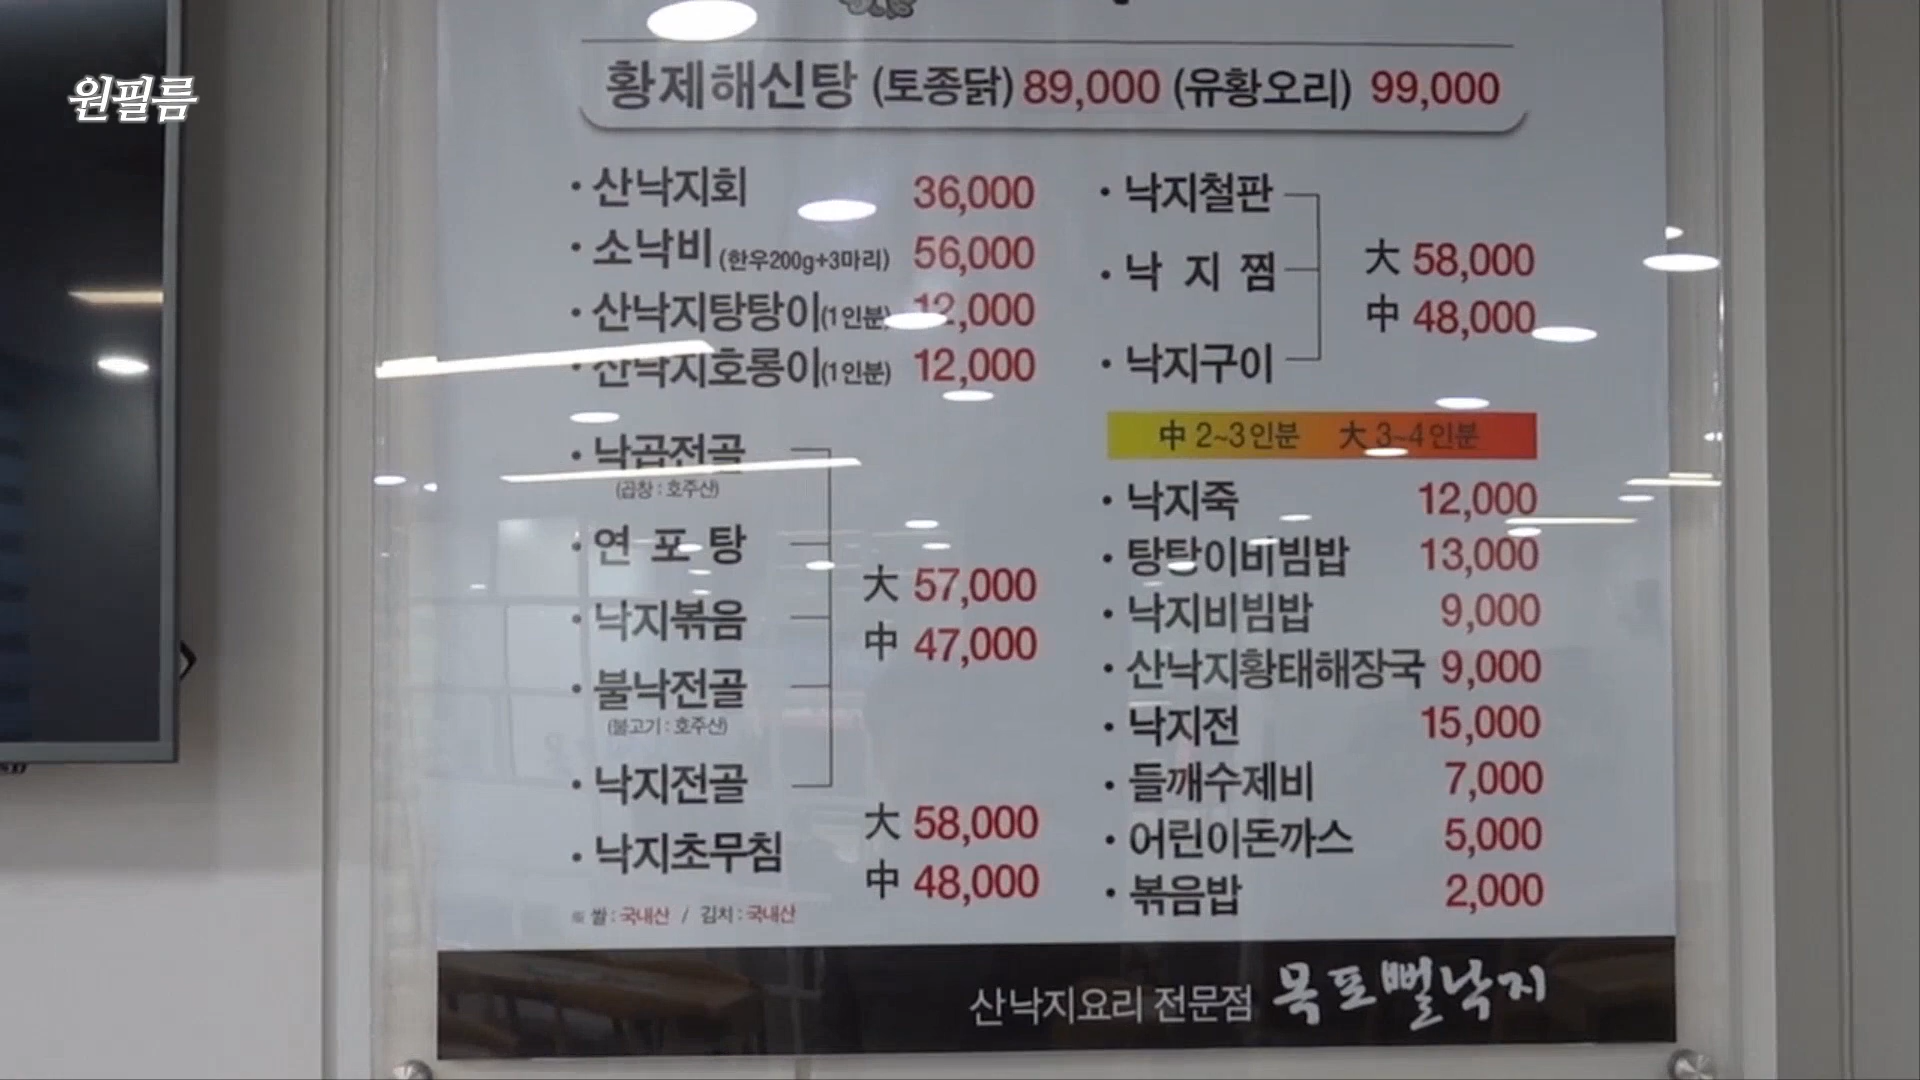 원필름
황제해신탕 (토종닭) 89,000 (유황오리) 99,000
· 산낙지회 36,000
· 소낙비 (한우200g+3마리) 56,000
· 산낙지탕탕이(1인분) 12,000
· 산낙지호롱이(1인분) 12,000
· 낙곱전골
(곱창 : 호주산)
· 연 포 탕
· 낙지볶음
· 불낙전골
(불고기 : 호주산)
· 낙지전골
大 57,000
中 47,000
· 낙지초무침
大 58,000
中 48,000
※ 쌀 : 국내산 / 김치 : 국내산
· 낙지철판
· 낙 지 찜
· 낙지구이
大 58,000
中 48,000
中 2~3인분 大 3~4인분
· 낙지죽 12,000
· 탕탕이비빔밥 13,000
· 낙지비빔밥 9,000
· 산낙지황태해장국 9,000
· 낙지전 15,000
· 들깨수제비 7,000
· 어린이돈까스 5,000
· 볶음밥 2,000
산낙지요리 전문점 목포뻘낙지